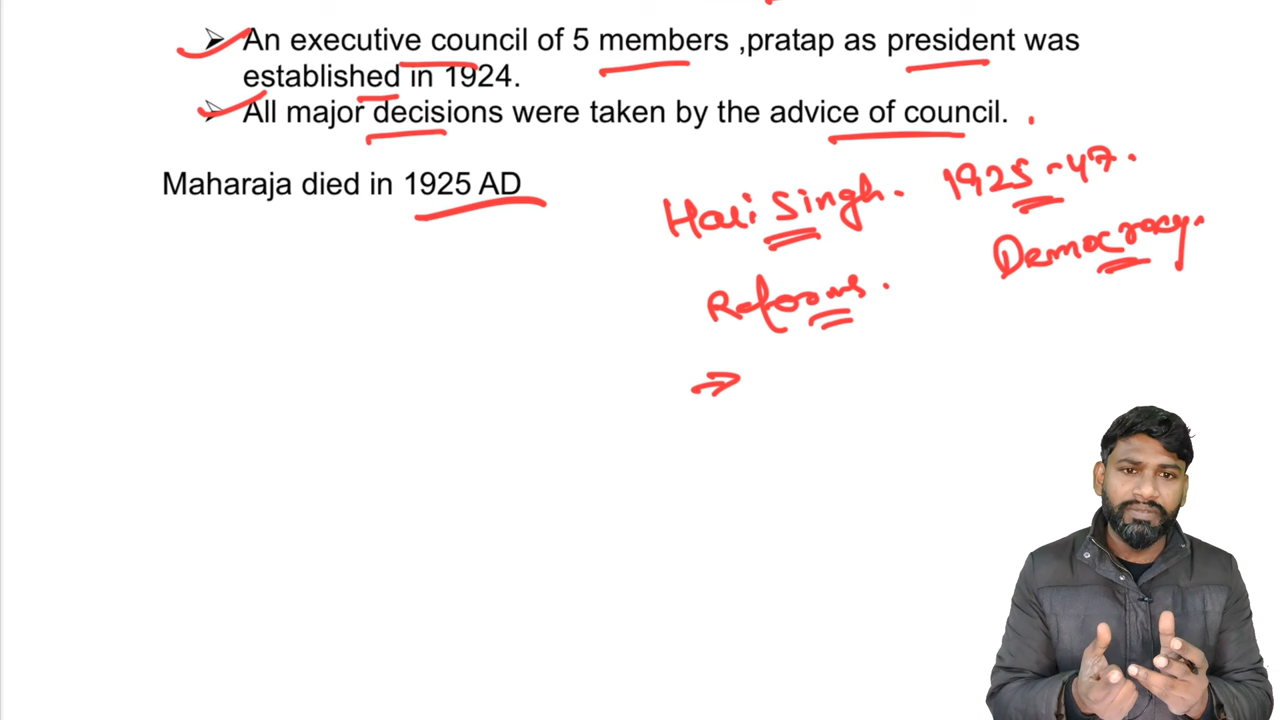 ➢ An executive council of 5 members ,pratap as president was
established in 1924.
➢ All major decisions were taken by the advice of council.
Maharaja died in 1925 AD
Hari Singh. 1925-47.
Democracy.
Reforms.